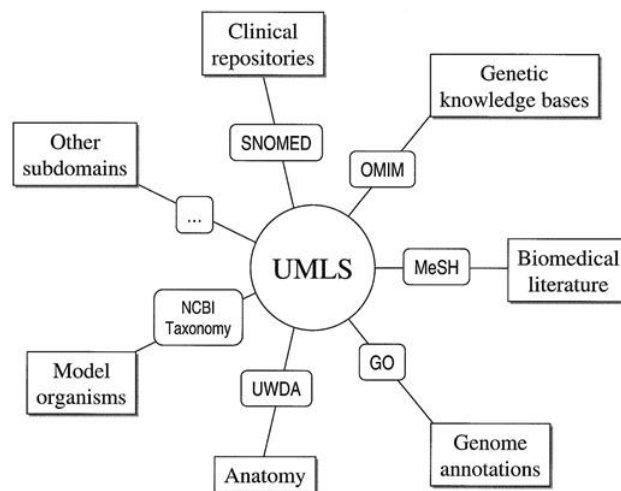 Clinical
repositories
Genetic
knowledge bases
Other
subdomains
SNOMED
OMIM
...
UMLS
MeSH
Biomedical
literature
NCBI
Taxonomy
Model
organisms
UWDA
GO
Anatomy
Genome
annotations